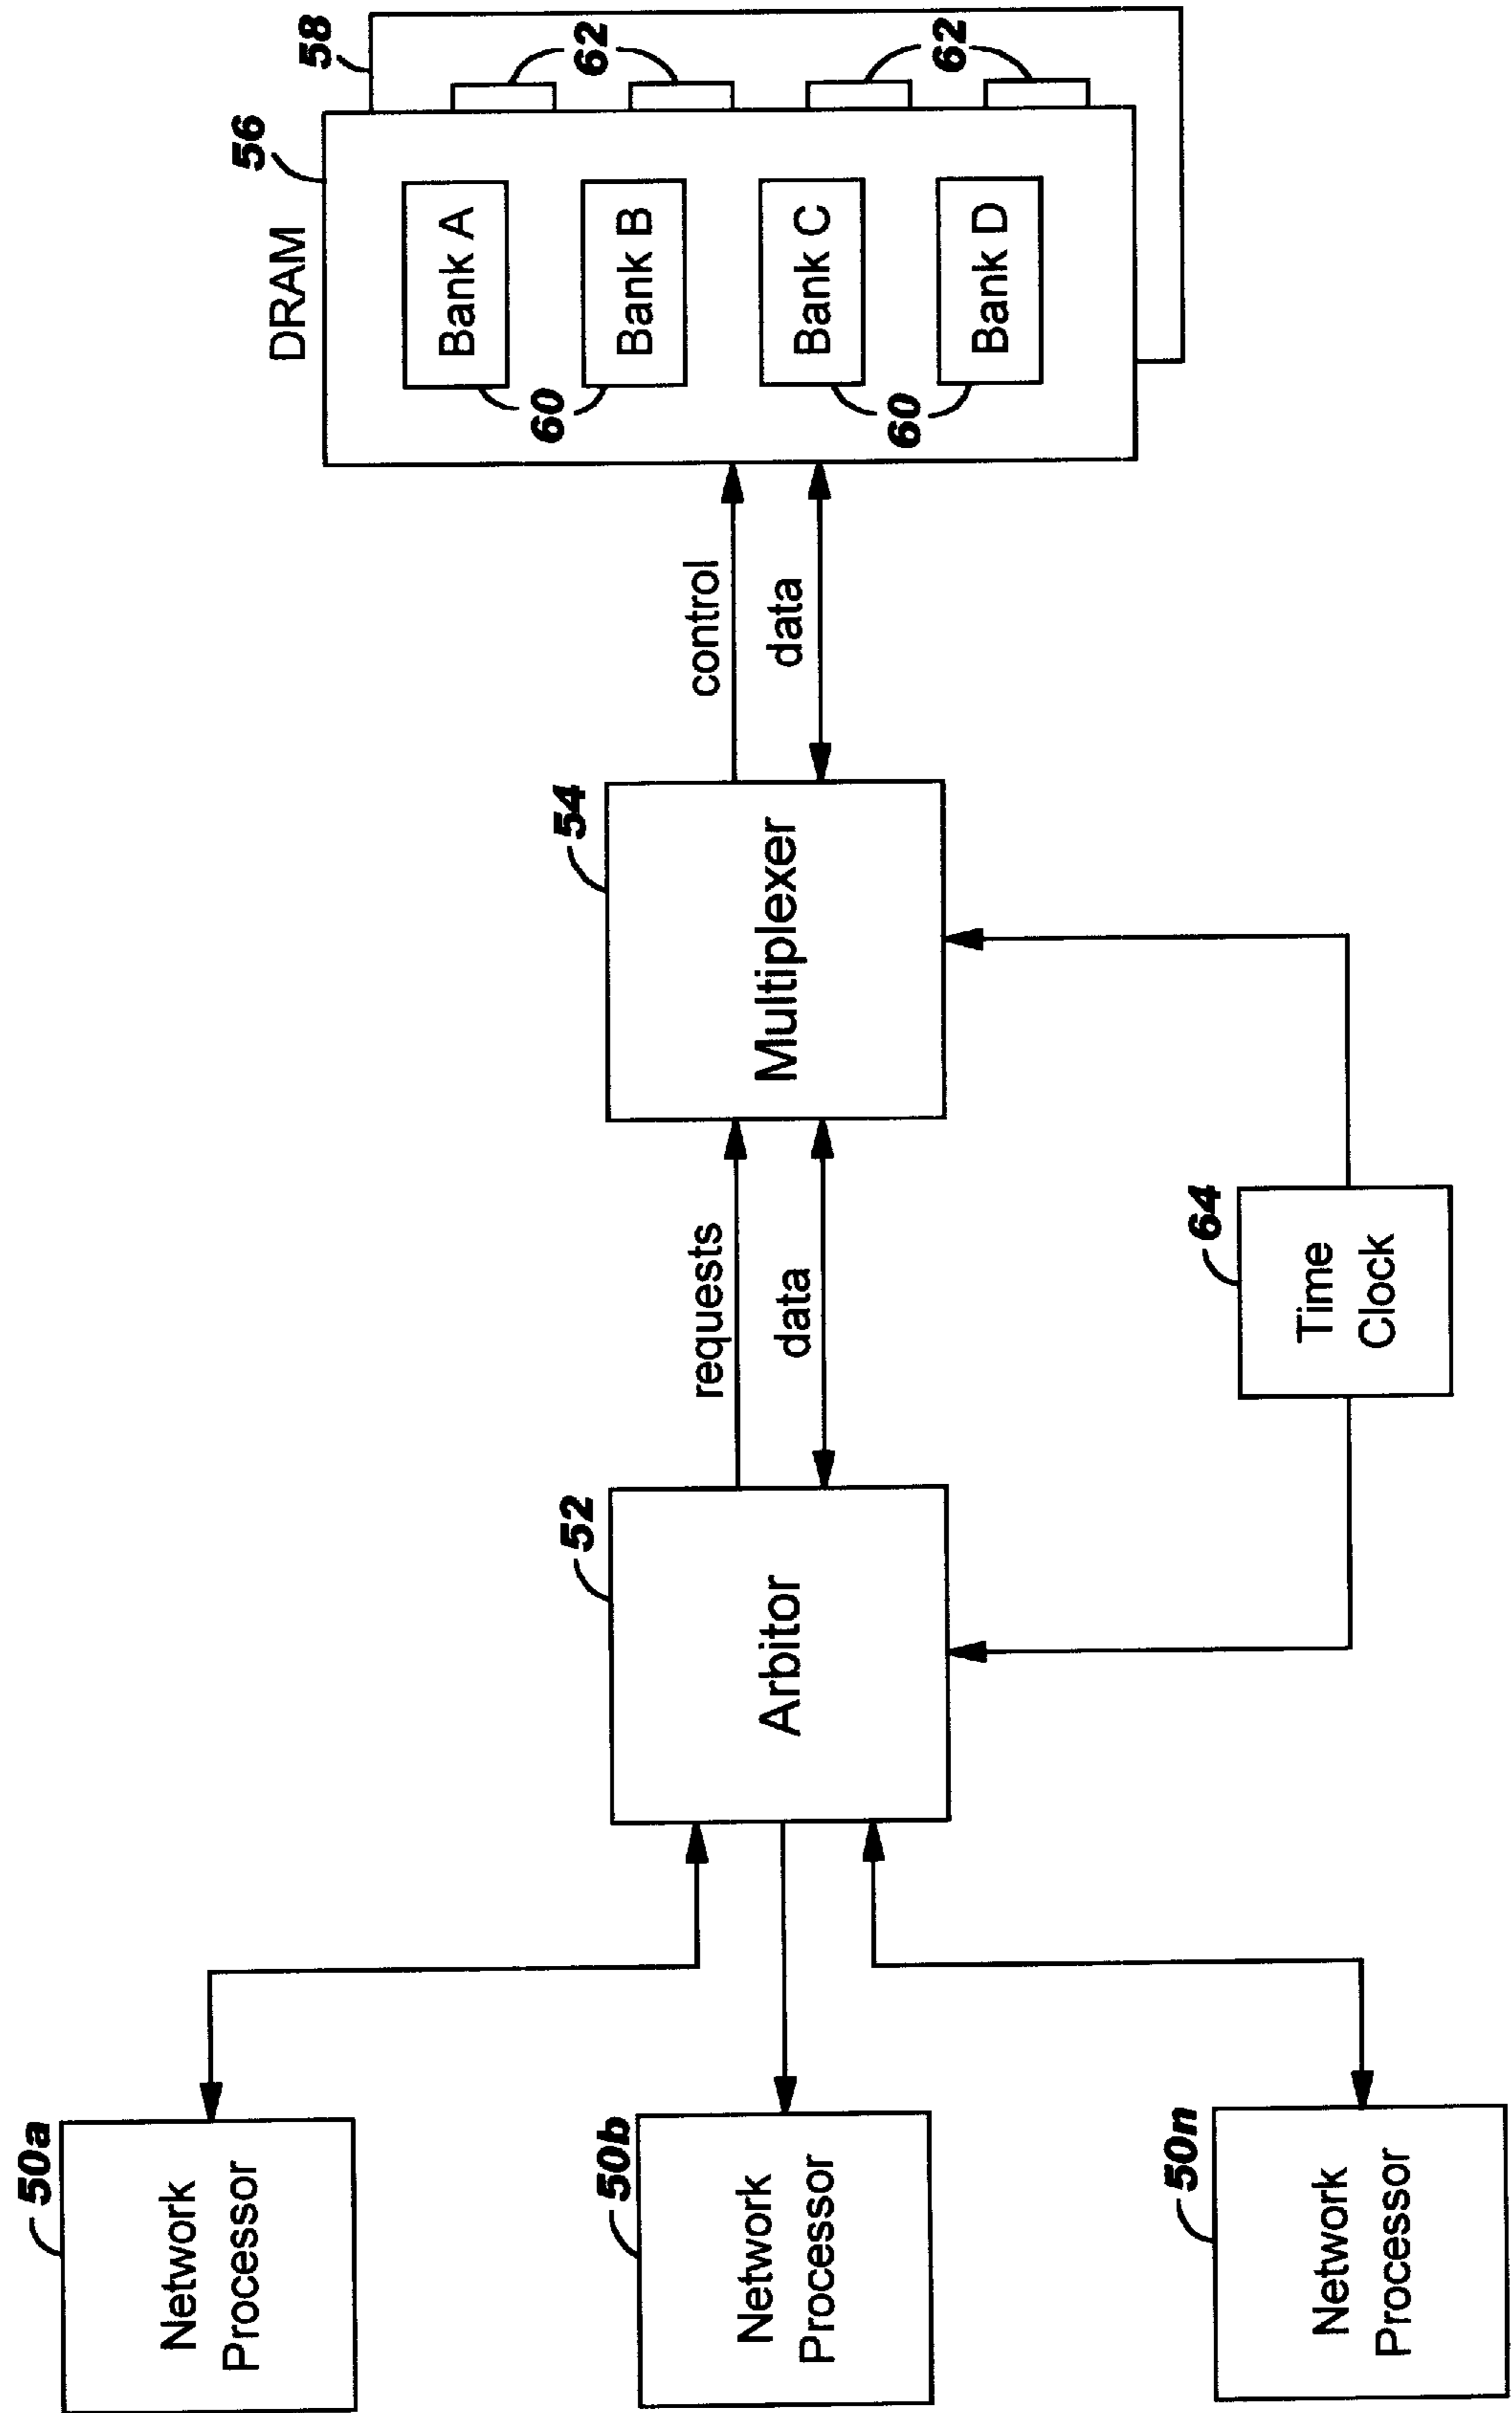 50a
Network
Processor
50b
Network
Processor
50n
Network
Processor
52
Arbitor
requests
data
64
Time
Clock
54
Multiplexer
control
data
DRAM
56
58
Bank A
Bank B
Bank C
Bank D
60
60
62
62